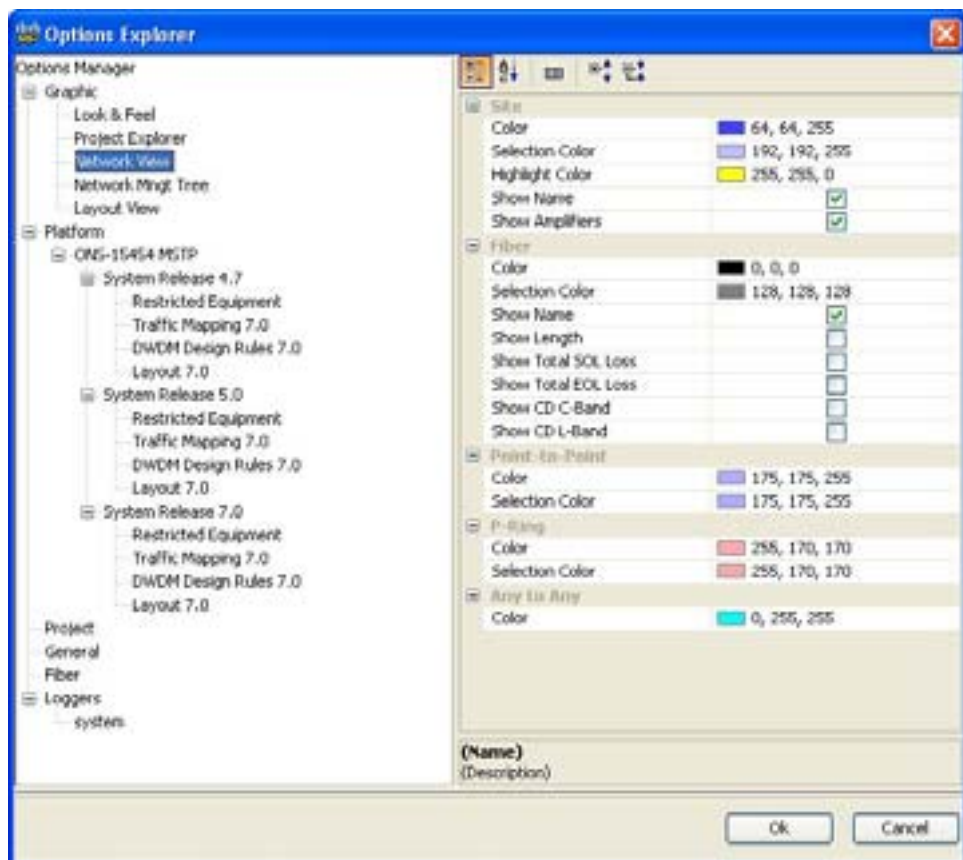 Options Explorer
Options Manager
Graphic
Look & Feel
Project Explorer
Network View
Network Mngt Tree
Layout View
Platform
ONS-15454 MSTP
System Release 4.7
Restricted Equipment
Traffic Mapping 7.0
DWDM Design Rules 7.0
Layout 7.0
System Release 5.0
Restricted Equipment
Traffic Mapping 7.0
DWDM Design Rules 7.0
Layout 7.0
System Release 7.0
Restricted Equipment
Traffic Mapping 7.0
DWDM Design Rules 7.0
Layout 7.0
Project
General
Fiber
Loggers
system
Site
Color 64, 64, 255
Selection Color 192, 192, 255
Highlight Color 255, 255, 0
Show Name
Show Amplifiers
Fiber
Color 0, 0, 0
Selection Color 128, 128, 128
Show Name
Show Length
Show Total SOL Loss
Show Total EOL Loss
Show CD C-Band
Show CD L-Band
Point-to-Point
Color 175, 175, 255
Selection Color 175, 175, 255
P-Ring
Color 255, 170, 170
Selection Color 255, 170, 170
Any to Any
Color 0, 255, 255
(Name)
(Description)
Ok
Cancel